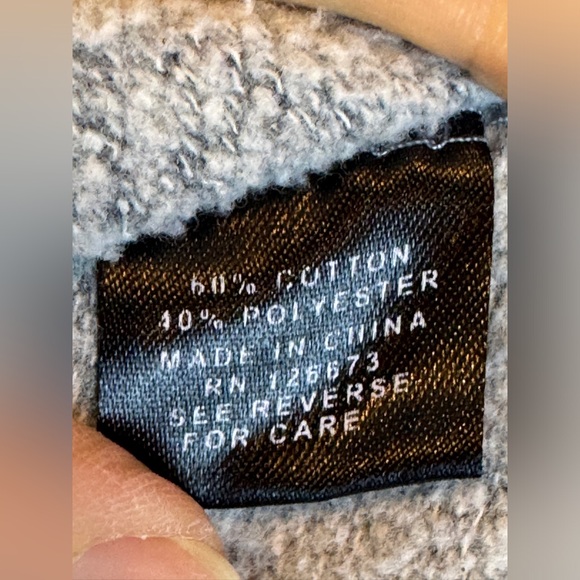 60% COTTON
40% POLYESTER
MADE IN CHINA
RN 126673
SEE REVERSE
FOR CARE